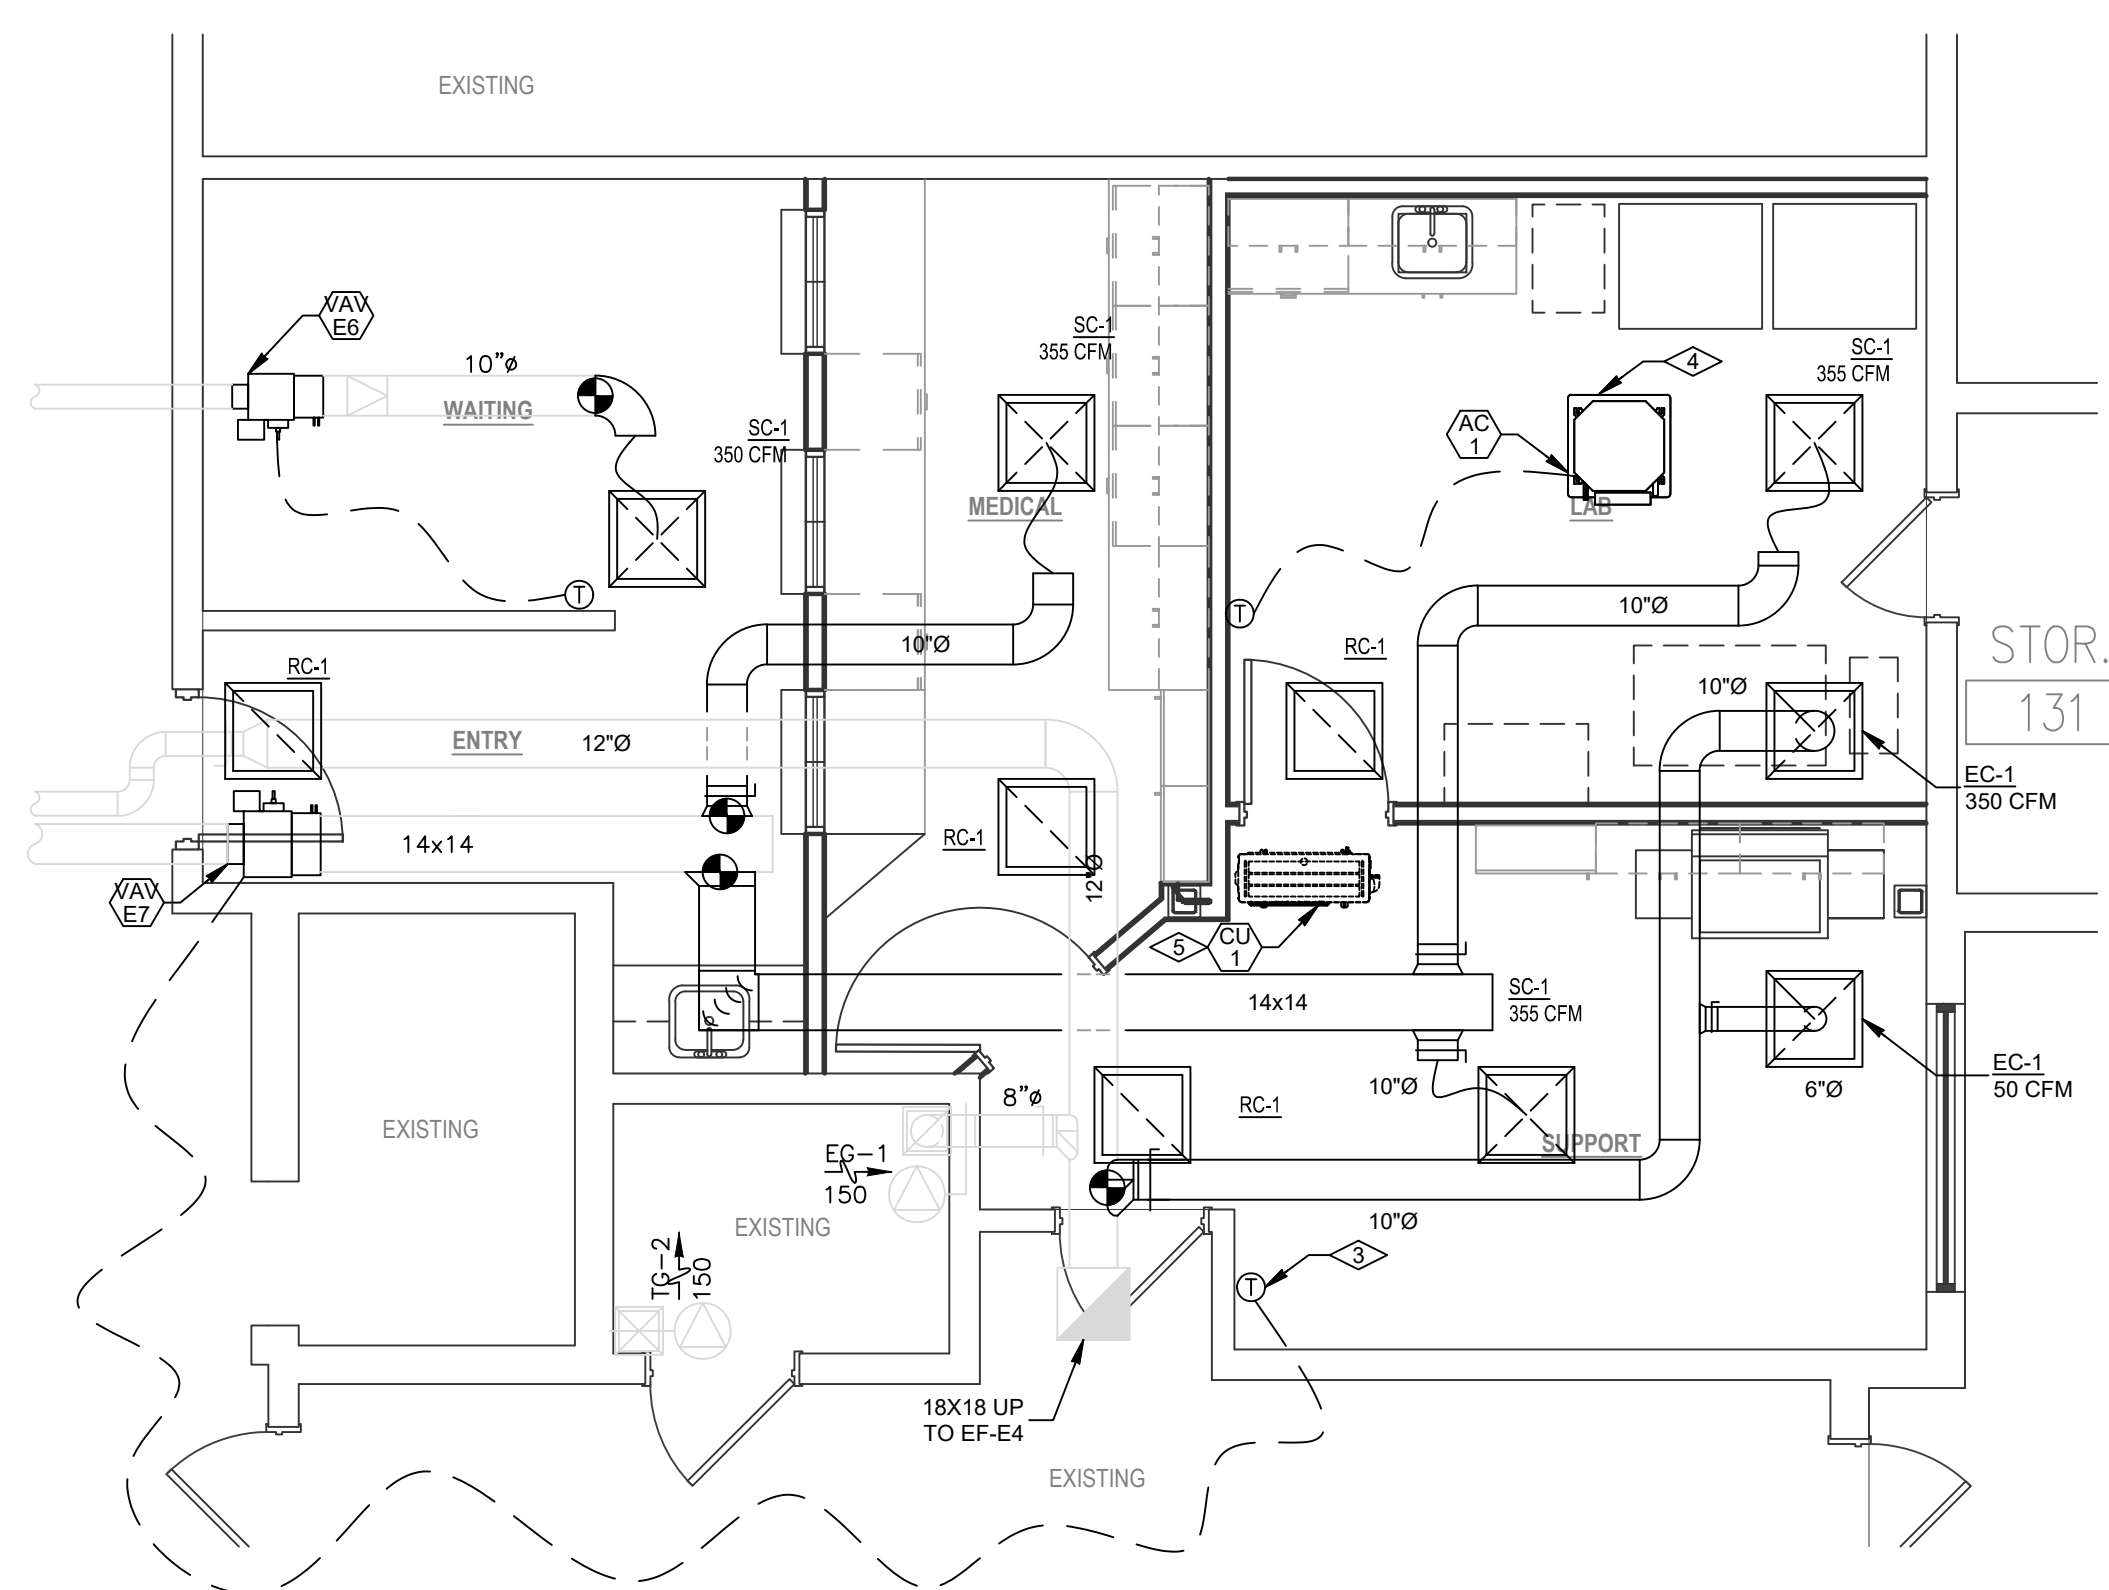 EXISTING
VAV
E6
10"ø
WAITING
SC-1
350 CFM
SC-1
355 CFM
MEDICAL
4
AC
1
LAB
SC-1
355 CFM
T
T
10"Ø
10"Ø
RC-1
RC-1
10"Ø
STOR.
131
ENTRY
12"Ø
EC-1
350 CFM
14x14
RC-1
12"Ø
VAV
E7
5
CU
1
14x14
SC-1
355 CFM
EC-1
50 CFM
6"Ø
10"Ø
RC-1
8"ø
EXISTING
EG-1
150
SUPPORT
EXISTING
TG-2
150
10"Ø
3
T
18X18 UP
TO EF-E4
EXISTING